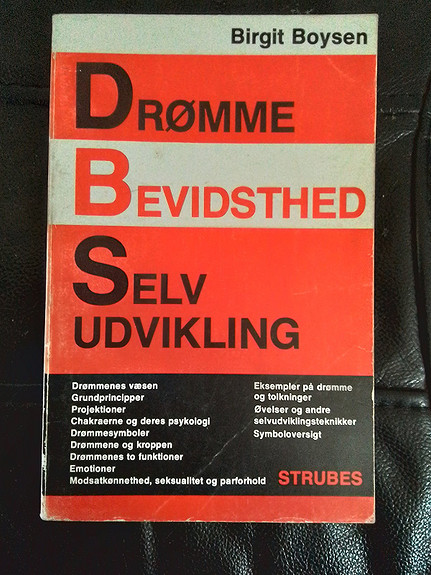 Birgit Boysen
DRØMME
BEVIDSTHED
SELV
UDVIKLING
Drømmenes væsen
Grundprincipper
Projektioner
Chakraerne og deres psykologi
Drømmesymboler
Drømmene og kroppen
Drømmenes to funktioner
Emotioner
Modsatkønnethed, seksualitet og parforhold
Eksempler på drømme
og tolkninger
Øvelser og andre
selvudviklingsteknikker
Symboloversigt
STRUBES